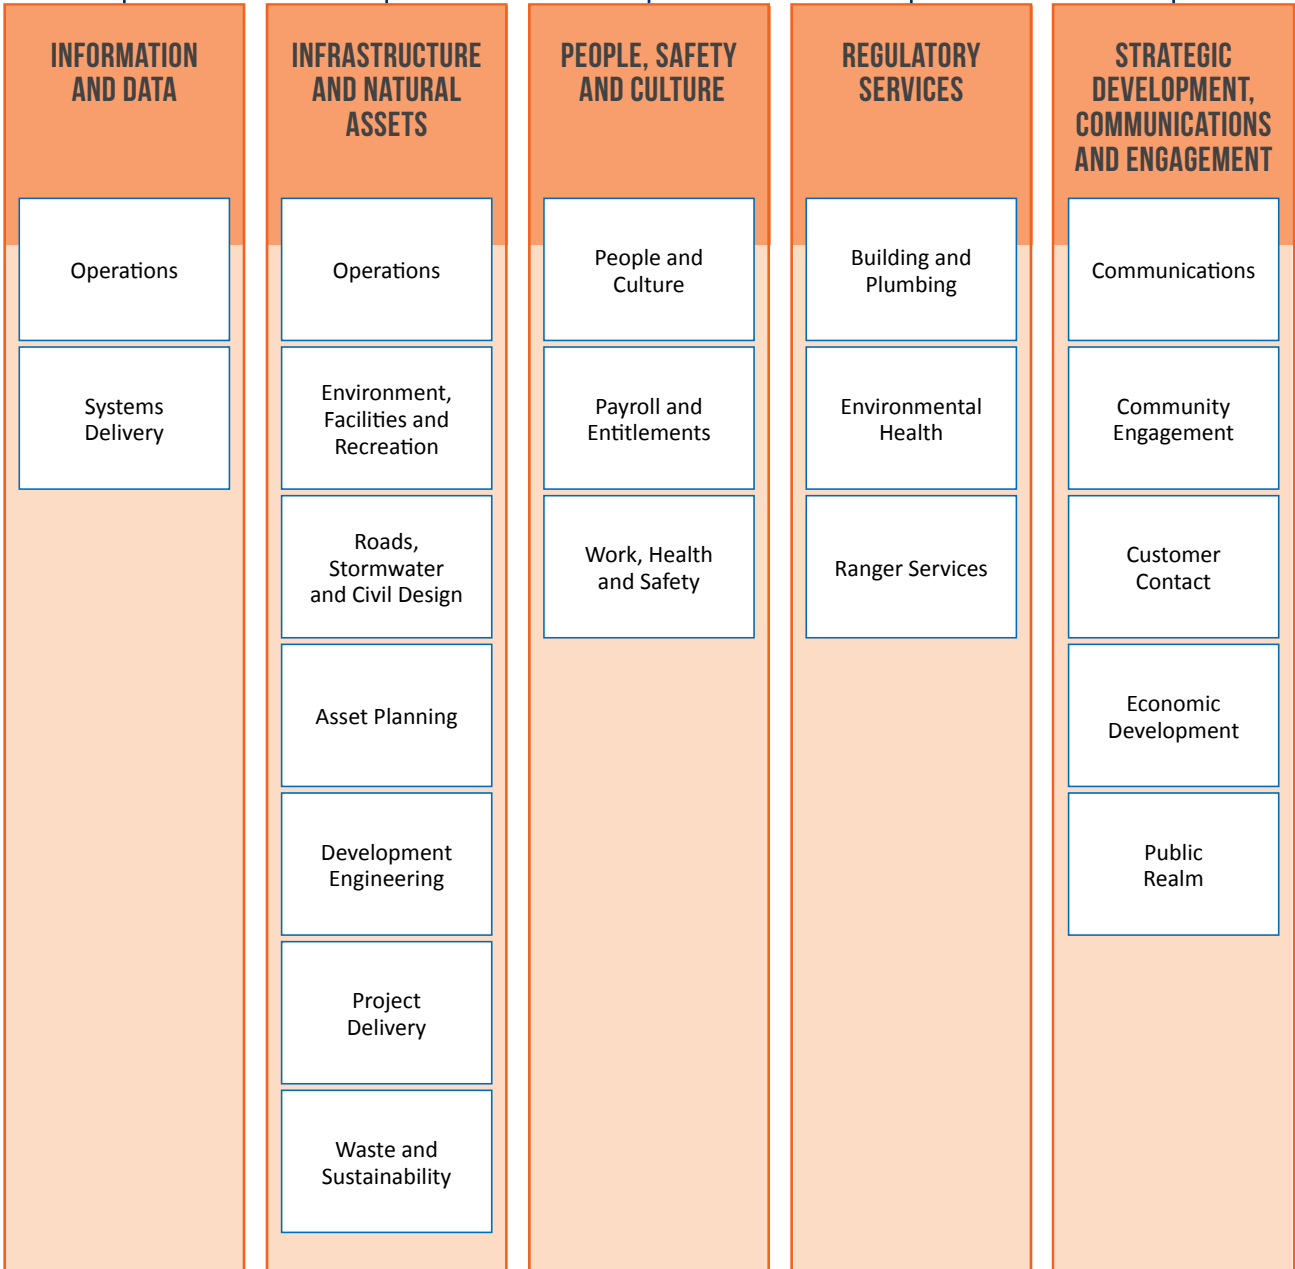 INFORMATION
AND DATA
Operations
Systems
Delivery
INFRASTRUCTURE
AND NATURAL
ASSETS
Operations
Environment,
Facilities and
Recreation
Roads,
Stormwater
and Civil Design
Asset Planning
Development
Engineering
Project
Delivery
Waste and
Sustainability
PEOPLE, SAFETY
AND CULTURE
People and
Culture
Payroll and
Entitlements
Work, Health
and Safety
REGULATORY
SERVICES
Building and
Plumbing
Environmental
Health
Ranger Services
STRATEGIC
DEVELOPMENT,
COMMUNICATIONS
AND ENGAGEMENT
Communications
Community
Engagement
Customer
Contact
Economic
Development
Public
Realm